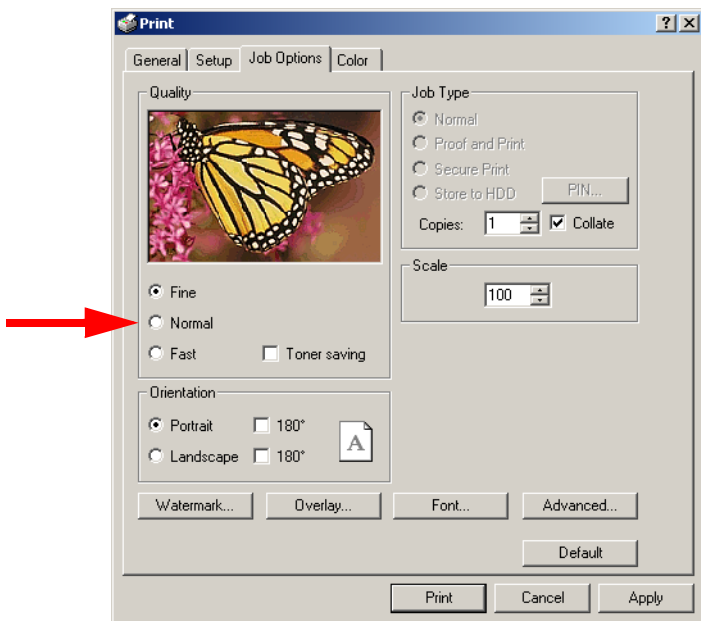 Print
General Setup Job Options Color
Quality
Fine
Normal
Fast Toner saving
Orientation
Portrait 180°
Landscape 180°
A
Job Type
Normal
Proof and Print
Secure Print
Store to HDD PIN...
Copies: 1 Collate
Scale
100
Watermark... Overlay... Font... Advanced...
Default
Print Cancel Apply